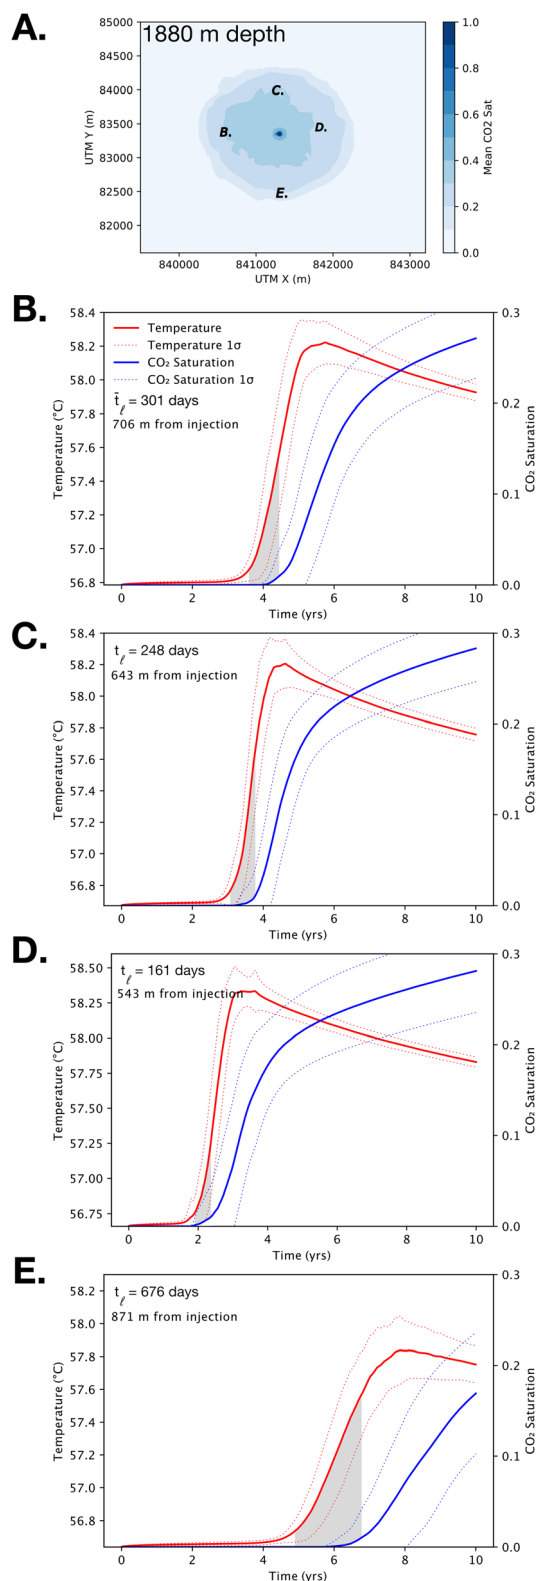 A.
1880 m depth
85000
84500
84000
83500
83000
82500
82000
UTM Y (m)
840000 841000 842000 843000
UTM X (m)
B. C. D. E.
1.0
0.8
0.6
0.4
0.2
0.0
Mean CO2 Sat
B.
58.4
58.2
58.0
57.8
57.6
57.4
57.2
57.0
56.8
Temperature (°C)
Temperature
Temperature 1σ
CO₂ Saturation
CO₂ Saturation 1σ
t̄ℓ = 301 days
706 m from injection
0.3
0.2
0.1
0.0
CO₂ Saturation
0 2 4 6 8 10
Time (yrs)
C.
58.4
58.2
58.0
57.8
57.6
57.4
57.2
57.0
56.8
Temperature (°C)
tℓ = 248 days
643 m from injection
0.3
0.2
0.1
0.0
CO₂ Saturation
0 2 4 6 8 10
Time (yrs)
D.
58.50
58.25
58.00
57.75
57.50
57.25
57.00
56.75
Temperature (°C)
tℓ = 161 days
543 m from injection
0.3
0.2
0.1
0.0
CO₂ Saturation
0 2 4 6 8 10
Time (yrs)
E.
58.2
58.0
57.8
57.6
57.4
57.2
57.0
56.8
Temperature (°C)
tℓ = 676 days
871 m from injection
0.3
0.2
0.1
0.0
CO₂ Saturation
0 2 4 6 8 10
Time (yrs)